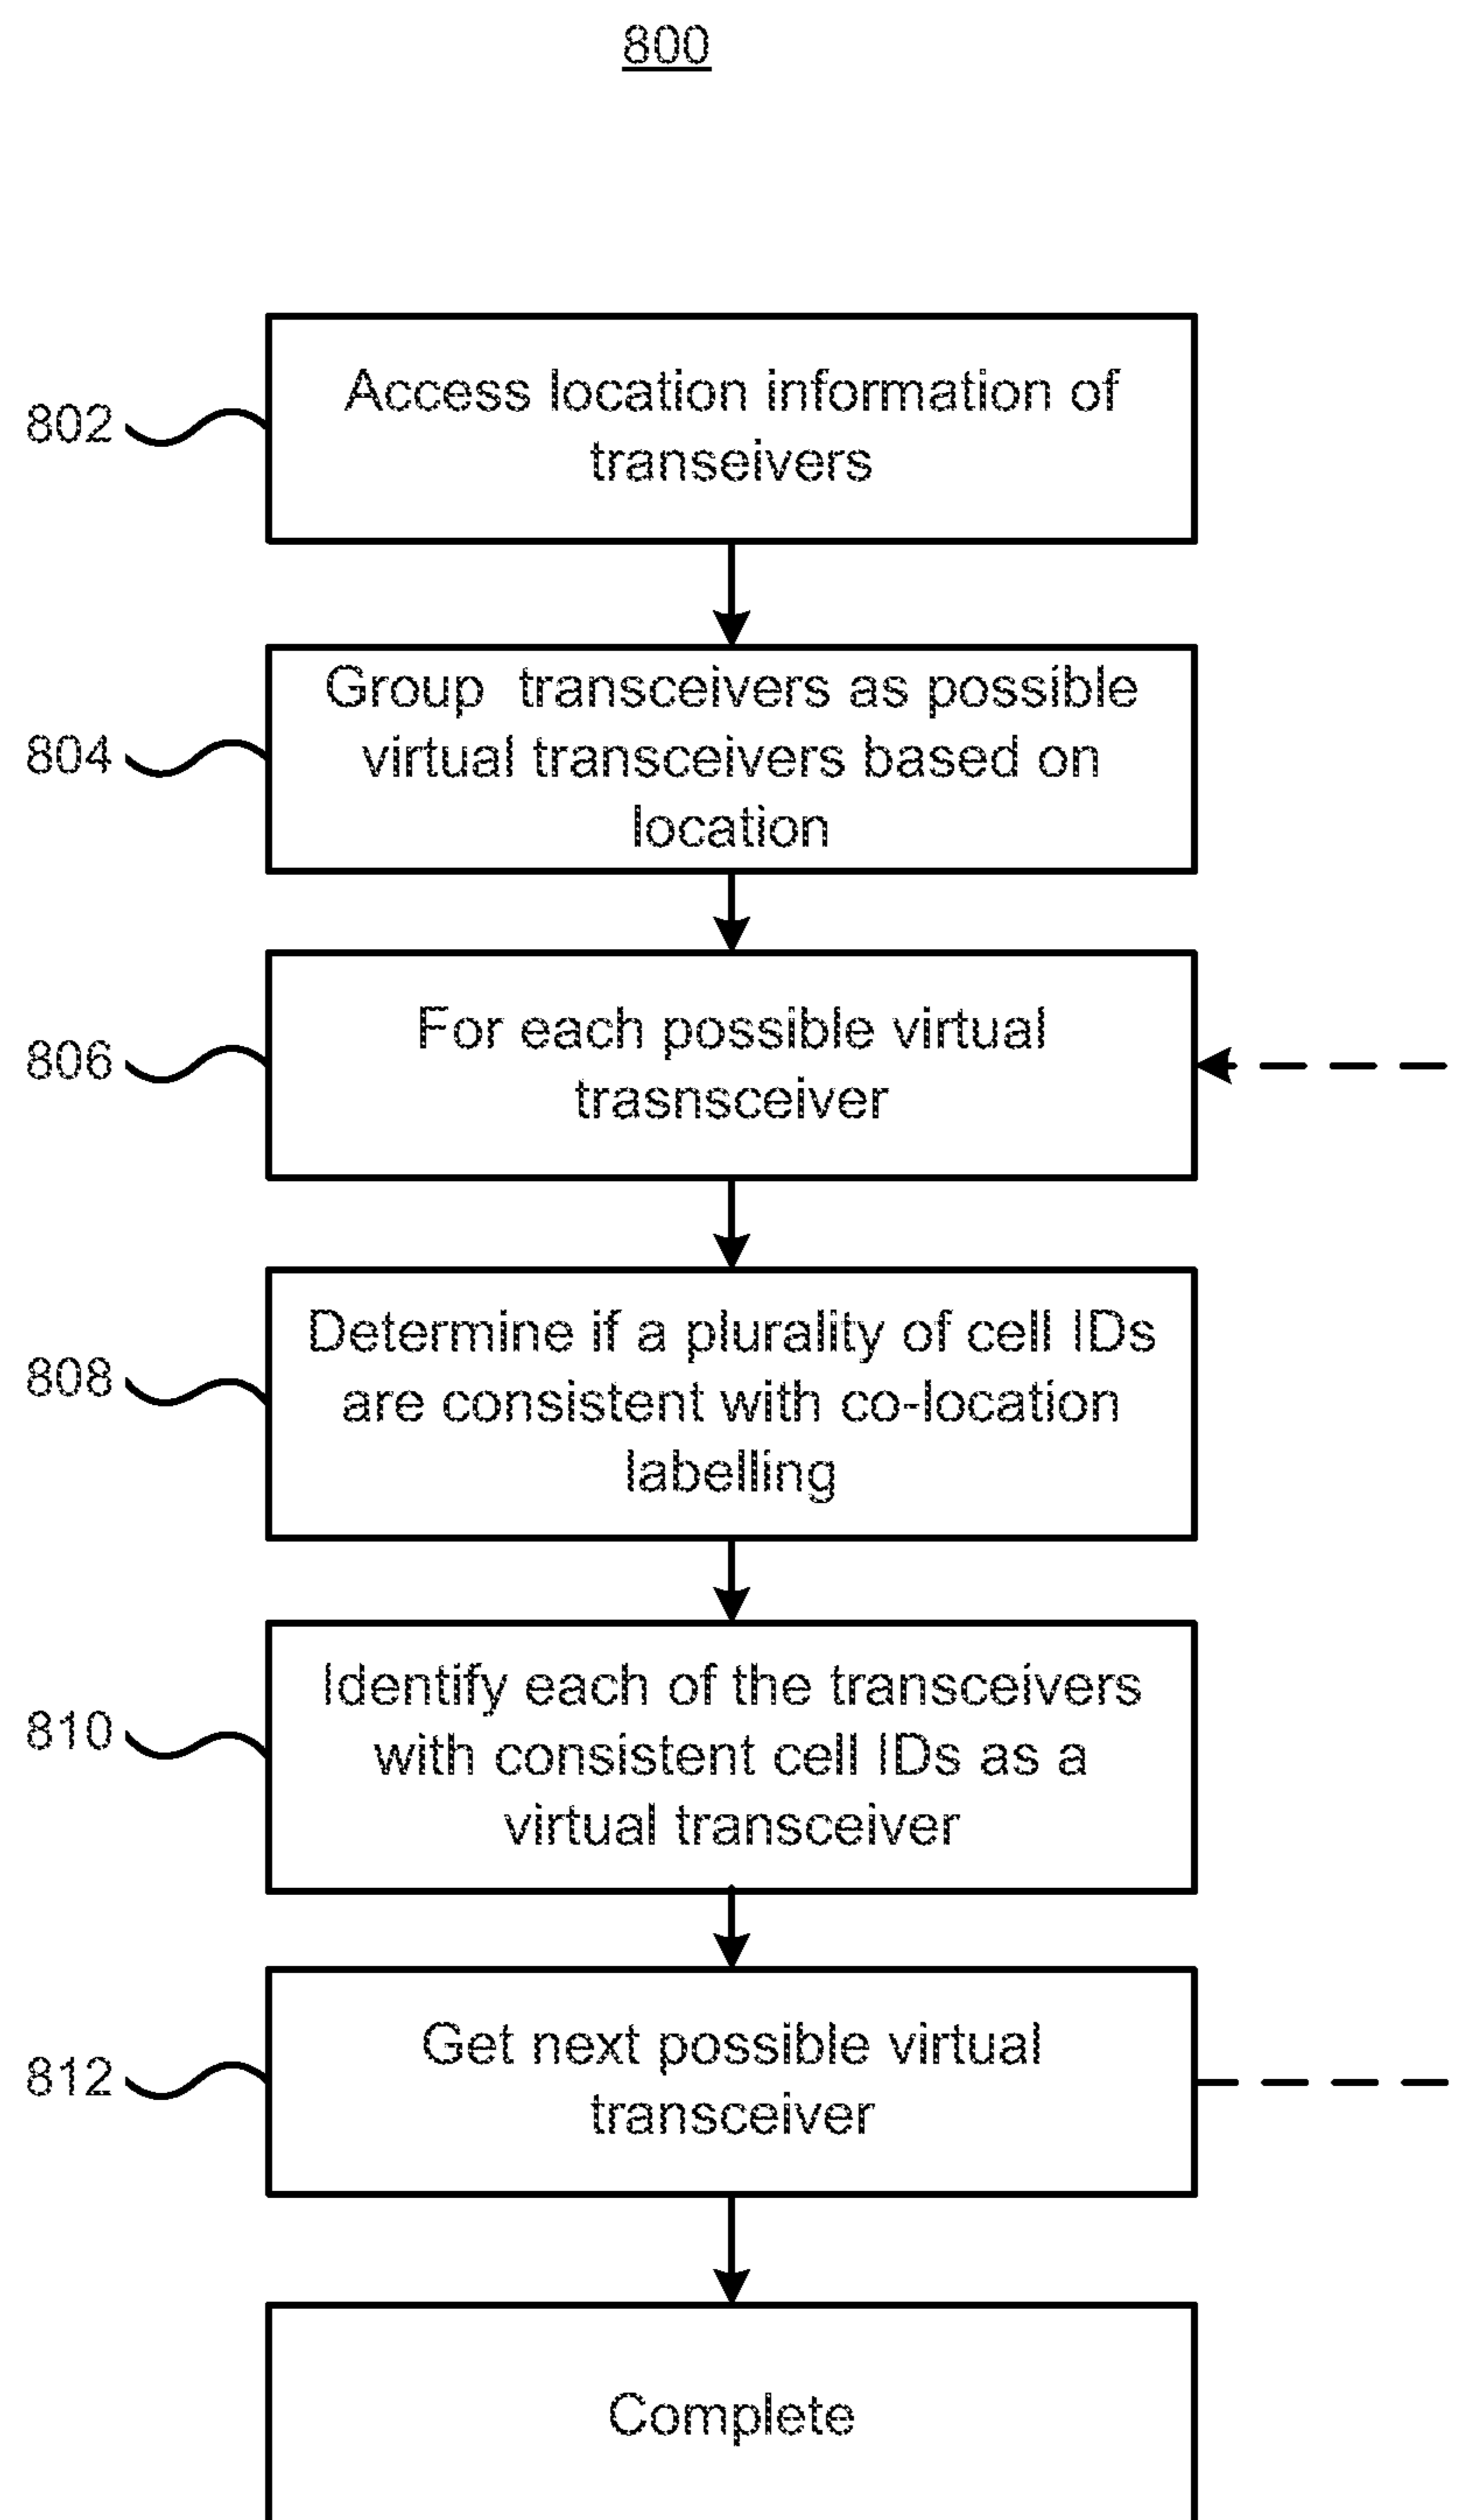 800
802
Access location information of
transeivers
804
Group transceivers as possible
virtual transceivers based on
location
806
For each possible virtual
trasnsceiver
808
Determine if a plurality of cell IDs
are consistent with co-location
labelling
810
Identify each of the transceivers
with consistent cell IDs as a
virtual transceiver
812
Get next possible virtual
transceiver
Complete